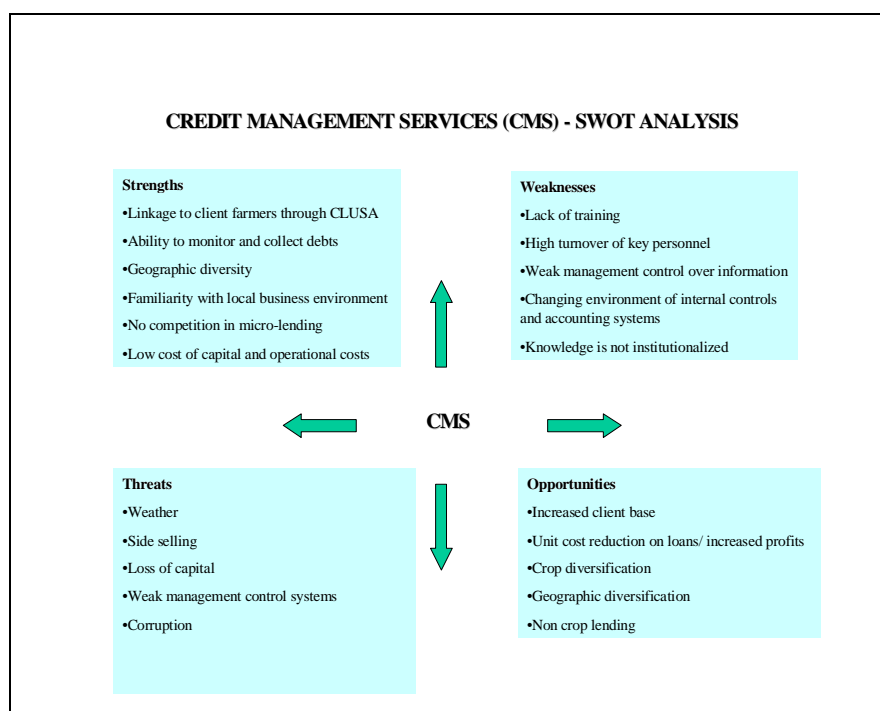 CREDIT MANAGEMENT SERVICES (CMS) - SWOT ANALYSIS
Strengths
•Linkage to client farmers through CLUSA
•Ability to monitor and collect debts
•Geographic diversity
•Familiarity with local business environment
•No competition in micro-lending
•Low cost of capital and operational costs
Weaknesses
•Lack of training
•High turnover of key personnel
•Weak management control over information
•Changing environment of internal controls
and accounting systems
•Knowledge is not institutionalized
CMS
Threats
•Weather
•Side selling
•Loss of capital
•Weak management control systems
•Corruption
Opportunities
•Increased client base
•Unit cost reduction on loans/ increased profits
•Crop diversification
•Geographic diversification
•Non crop lending